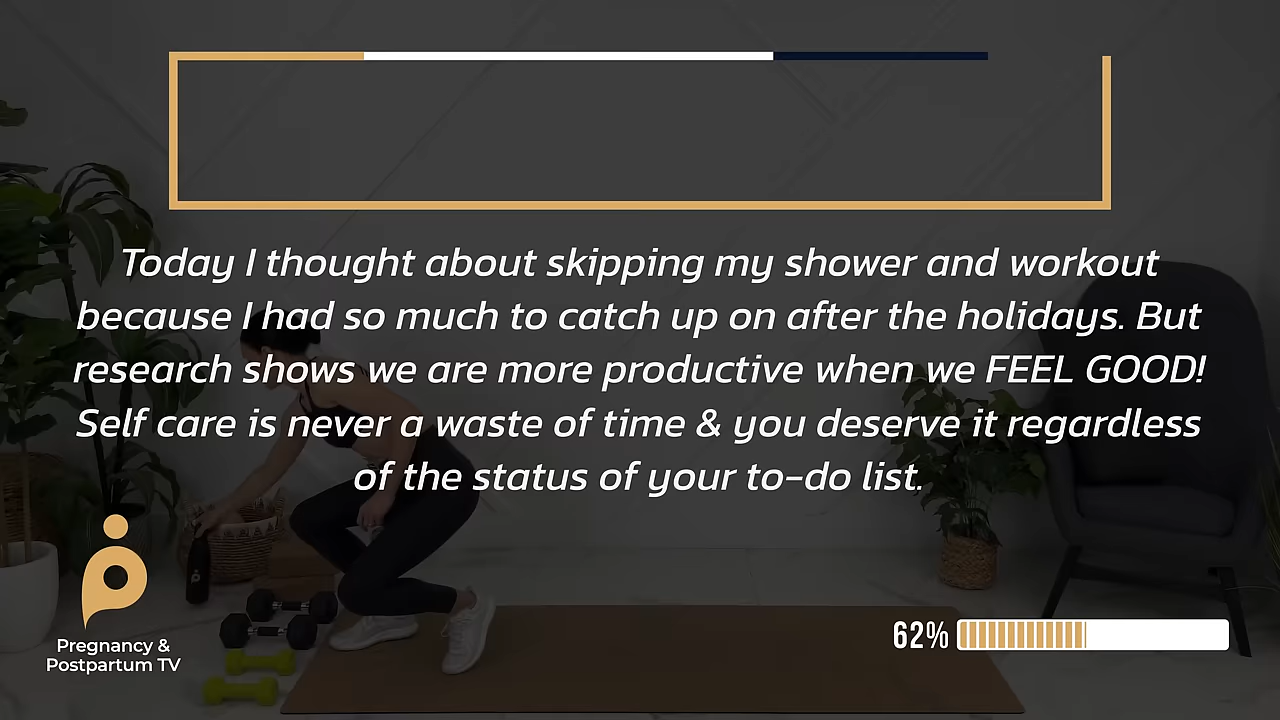 Today I thought about skipping my shower and workout
because I had so much to catch up on after the holidays. But
research shows we are more productive when we FEEL GOOD!
Self care is never a waste of time & you deserve it regardless
of the status of your to-do list.
Pregnancy &
Postpartum TV
62%